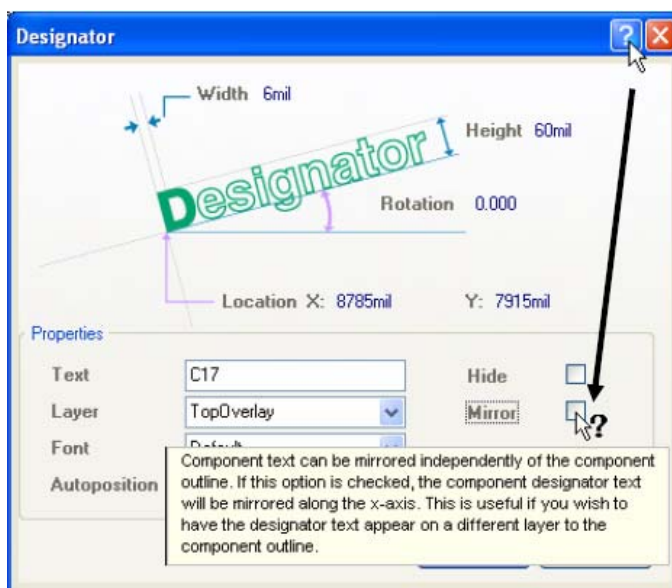 Designator
?
Width 6mil
Designator
Height 60mil
Rotation 0.000
Location X: 8785mil Y: 7915mil
Properties
Text C17 Hide
Layer TopOverlay Mirror
?
Font Default
Autoposition
Component text can be mirrored independently of the component
outline. If this option is checked, the component designator text
will be mirrored along the x-axis. This is useful if you wish to
have the designator text appear on a different layer to the
component outline.